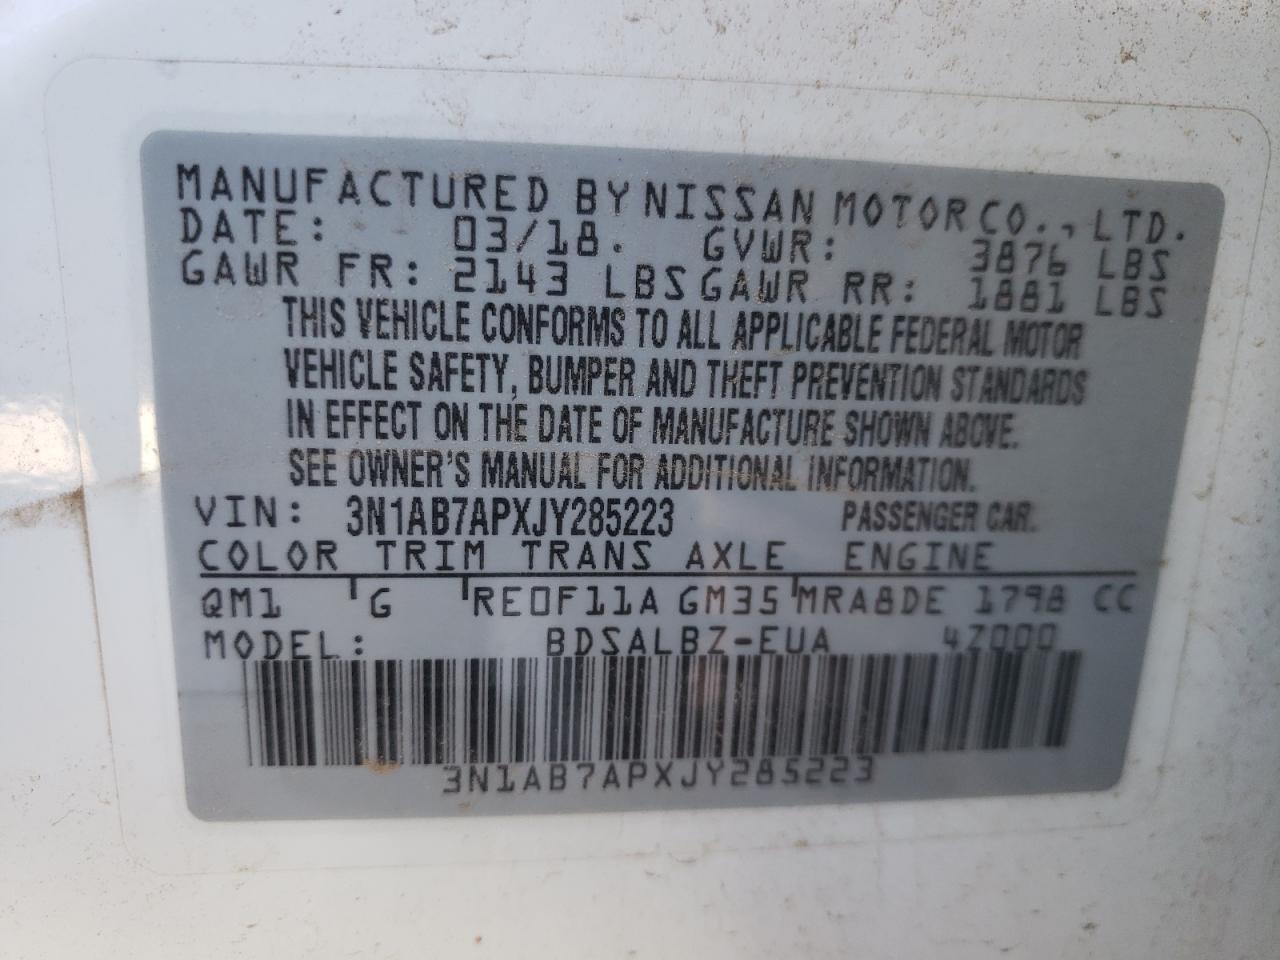 MANUFACTURED BY NISSAN MOTOR CO., LTD.
DATE: 03/18. GVWR: 3876 LBS
GAWR FR: 2143 LBS GAWR RR: 1881 LBS
THIS VEHICLE CONFORMS TO ALL APPLICABLE FEDERAL MOTOR
VEHICLE SAFETY, BUMPER AND THEFT PREVENTION STANDARDS
IN EFFECT ON THE DATE OF MANUFACTURE SHOWN ABOVE.
SEE OWNER'S MANUAL FOR ADDITIONAL INFORMATION.
VIN: 3N1AB7APXJY285223 PASSENGER CAR.
COLOR TRIM TRANS AXLE ENGINE
QM1 G RE0F11A GM35 MRA8DE 1798 CC
MODEL: BDSALBZ-EUA 4Z000
3N1AB7APXJY285223